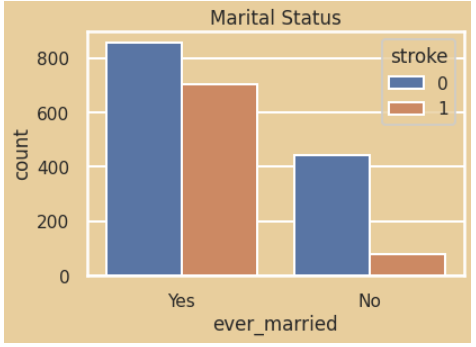 Marital Status
stroke
0
1
count
800
600
400
200
0
Yes No
ever_married